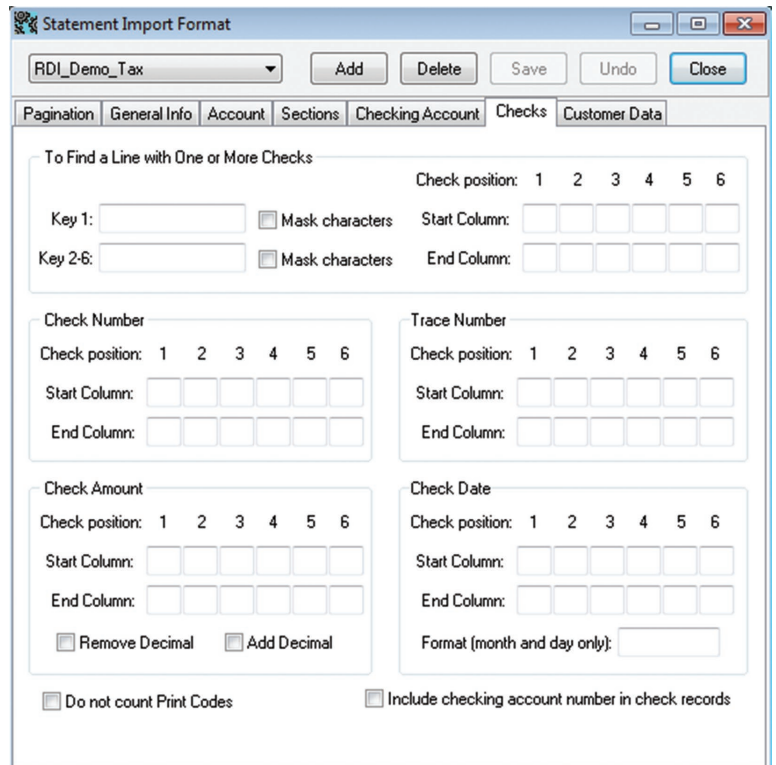 Statement Import Format
RDI_Demo_Tax Add Delete Save Undo Close
Pagination General Info Account Sections Checking Account Checks Customer Data
To Find a Line with One or More Checks
Check position: 1 2 3 4 5 6
Key 1: Mask characters Start Column:
Key 2-6: Mask characters End Column:
Check Number Trace Number
Check position: 1 2 3 4 5 6 Check position: 1 2 3 4 5 6
Start Column: Start Column:
End Column: End Column:
Check Amount Check Date
Check position: 1 2 3 4 5 6 Check position: 1 2 3 4 5 6
Start Column: Start Column:
End Column: End Column:
Remove Decimal Add Decimal Format (month and day only):
Do not count Print Codes Include checking account number in check records